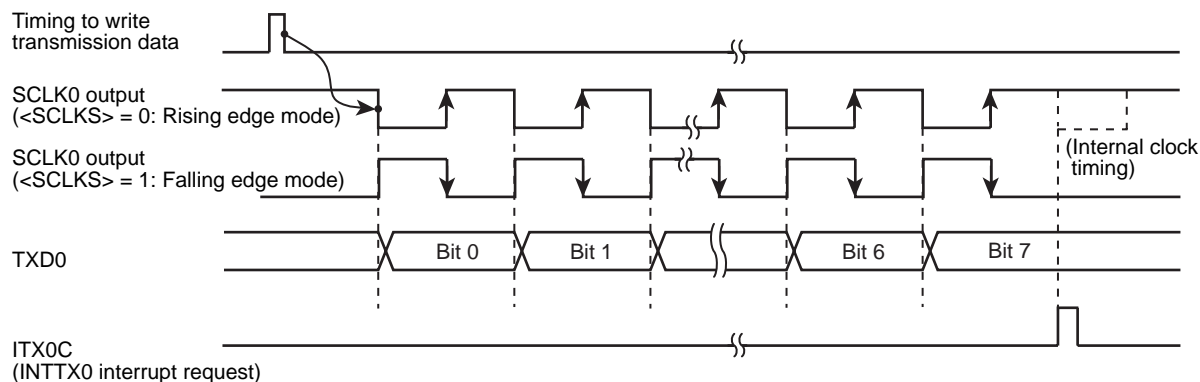 Timing to write
transmission data
SCLK0 output
(<SCLKS> = 0: Rising edge mode)
SCLK0 output
(<SCLKS> = 1: Falling edge mode)
(Internal clock
timing)
TXD0
Bit 0
Bit 1
Bit 6
Bit 7
ITX0C
(INTTX0 interrupt request)